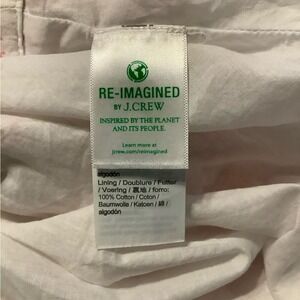 RE-IMAGINED
BY J.CREW
INSPIRED BY THE PLANET
AND ITS PEOPLE.
Learn more at
jcrew.com/reimagined
algodón
Lining / Doublure / Futter
/ Voering / 裏地 / forro:
100% Cotton / Coton /
Baumwolle / Katoen / 綿 /
algodón